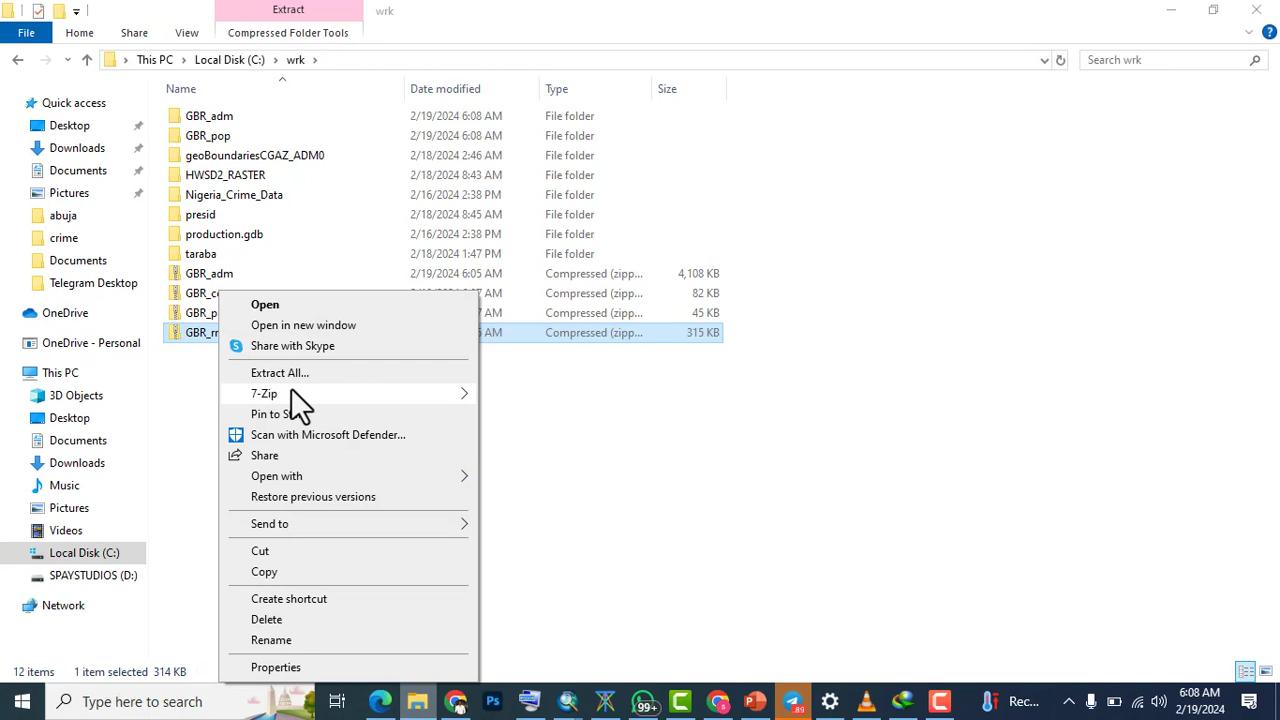 Extract
wrk
File
Home
Share
View
Compressed Folder Tools
This PC
Local Disk (C:)
wrk
Search wrk
Name
Date modified
Type
Size
Quick access
Desktop
Downloads
Documents
Pictures
abuja
crime
Documents
Telegram Desktop
OneDrive
OneDrive - Personal
This PC
3D Objects
Desktop
Documents
Downloads
Music
Pictures
Videos
Local Disk (C:)
SPAYSTUDIOS (D:)
Network
GBR_adm 2/19/2024 6:08 AM File folder
GBR_pop 2/19/2024 6:08 AM File folder
geoBoundariesCGAZ_ADM0 2/18/2024 2:46 AM File folder
HWSD2_RASTER 2/18/2024 8:43 AM File folder
Nigeria_Crime_Data 2/16/2024 2:38 PM File folder
presid 2/18/2024 8:45 AM File folder
production.gdb 2/16/2024 2:38 PM File folder
taraba 2/18/2024 1:47 PM File folder
GBR_adm 2/19/2024 6:05 AM Compressed (zipp... 4,108 KB
AM Compressed (zipp... 82 KB
AM Compressed (zipp... 45 KB
AM Compressed (zipp... 315 KB
Open
Open in new window
Share with Skype
Extract All...
7-Zip
Pin to
Scan with Microsoft Defender...
Share
Open with
Restore previous versions
Send to
Cut
Copy
Create shortcut
Delete
Rename
Properties
12 items 1 item selected 314 KB
Type here to search
99+
89
Rec...
6:08 AM
2/19/2024